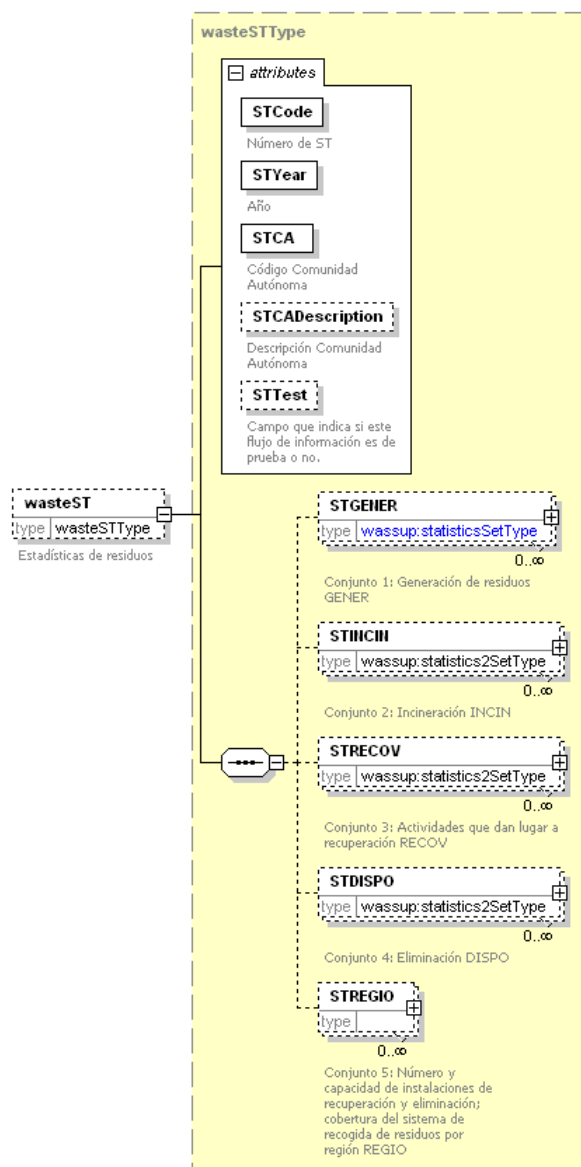 wasteSTType
attributes
STCode
Número de ST
STYear
Año
STCA
Código Comunidad
Autónoma
STCADescription
Descripción Comunidad
Autónoma
STTest
Campo que indica si este
flujo de información es de
prueba o no.
wasteST
type wasteSTType
Estadísticas de residuos
STGENER
type wassup:statisticsSetType
0..∞
Conjunto 1: Generación de residuos
GENER
STINCIN
type wassup:statistics2SetType
0..∞
Conjunto 2: Incineración INCIN
STRECOV
type wassup:statistics2SetType
0..∞
Conjunto 3: Actividades que dan lugar a
recuperación RECOV
STDISPO
type wassup:statistics2SetType
0..∞
Conjunto 4: Eliminación DISPO
STREGIO
type
0..∞
Conjunto 5: Número y
capacidad de instalaciones de
recuperación y eliminación;
cobertura del sistema de
recogida de residuos por
región REGIO